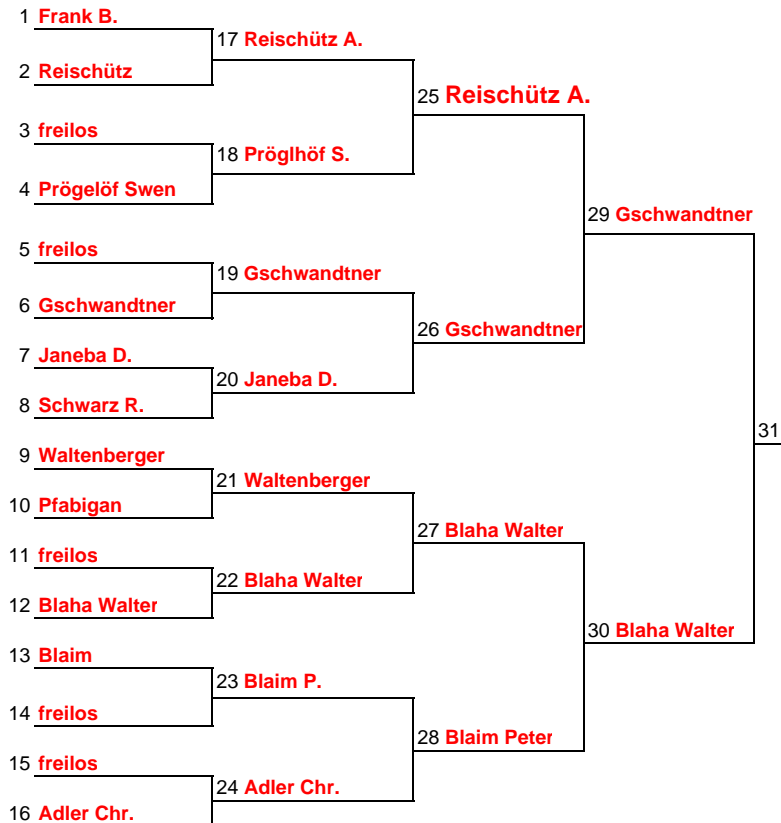 1 Frank B.
17 Reischütz A.
2 Reischütz
25 Reischütz A.
3 freilos
18 Pröglhöf S.
4 Prögelöf Swen
29 Gschwandtner
5 freilos
19 Gschwandtner
6 Gschwandtner
26 Gschwandtner
7 Janeba D.
20 Janeba D.
8 Schwarz R.
31
9 Waltenberger
21 Waltenberger
10 Pfabigan
27 Blaha Walter
11 freilos
22 Blaha Walter
12 Blaha Walter
30 Blaha Walter
13 Blaim
23 Blaim P.
14 freilos
28 Blaim Peter
15 freilos
24 Adler Chr.
16 Adler Chr.